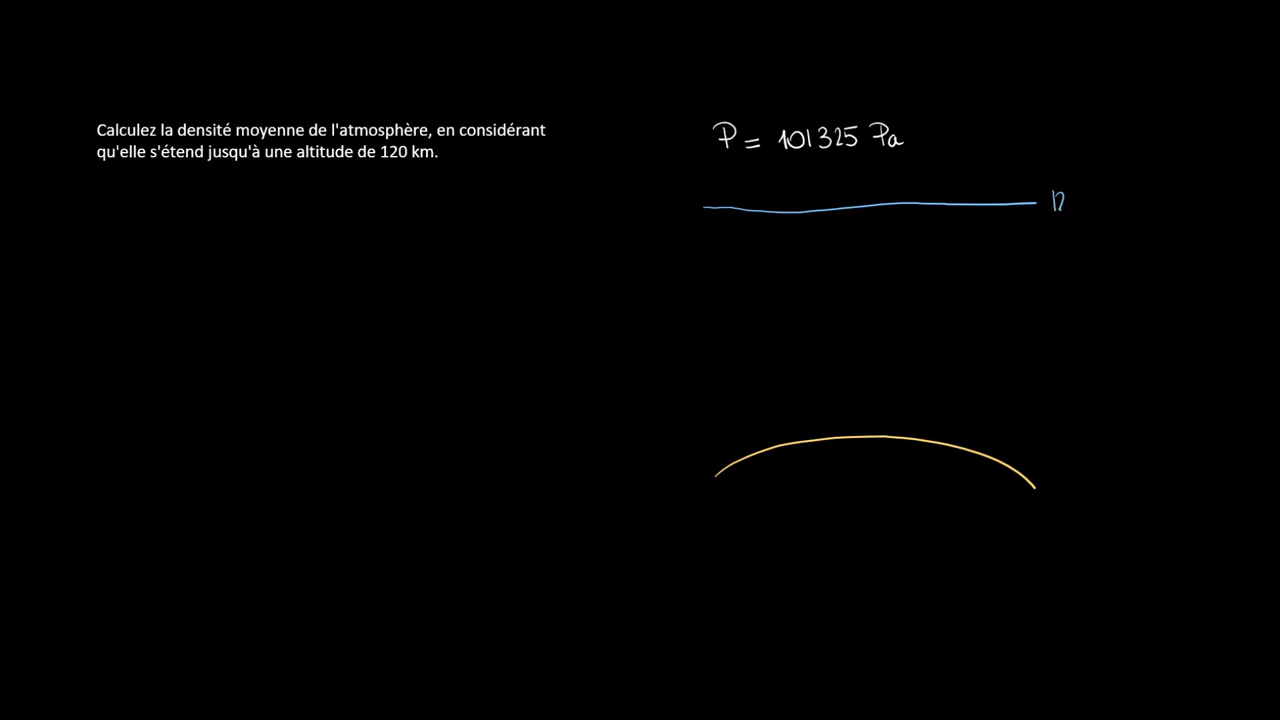 Calculez la densité moyenne de l'atmosphère, en considérant
qu'elle s'étend jusqu'à une altitude de 120 km.
P = 101325 Pa
12